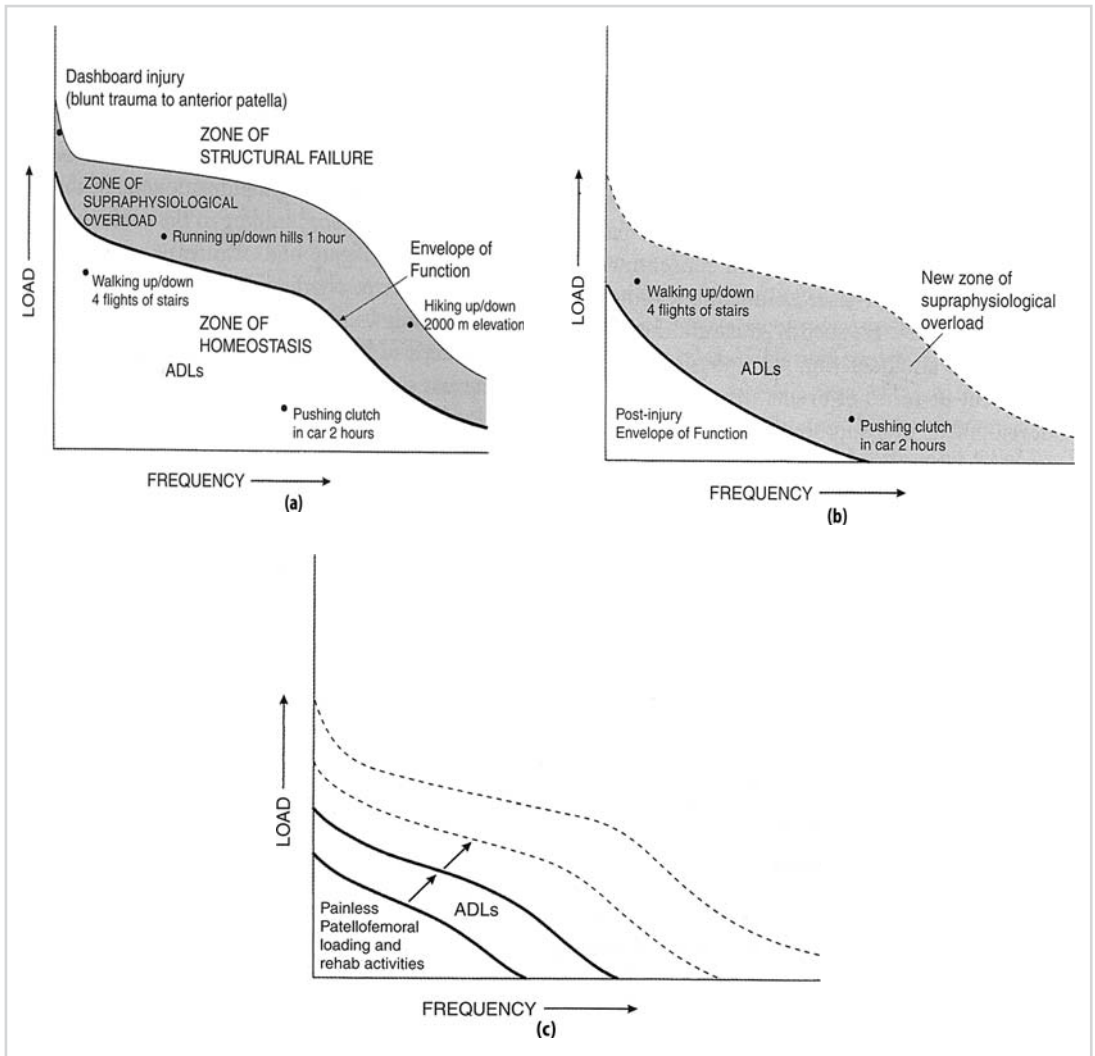 Dashboard injury
(blunt trauma to anterior patella)
ZONE OF
STRUCTURAL FAILURE
ZONE OF
SUPRAPHYSIOLOGICAL
OVERLOAD
Running up/down hills 1 hour
Envelope of
Function
Walking up/down
4 flights of stairs
Hiking up/down
2000 m elevation
ZONE OF
HOMEOSTASIS
ADLs
Pushing clutch
in car 2 hours
LOAD
FREQUENCY
(a)
Walking up/down
4 flights of stairs
New zone of
supraphysiological
overload
ADLs
Post-injury
Envelope of Function
Pushing clutch
in car 2 hours
LOAD
FREQUENCY
(b)
LOAD
ADLs
Painless
Patellofemoral
loading and
rehab activities
FREQUENCY
(c)